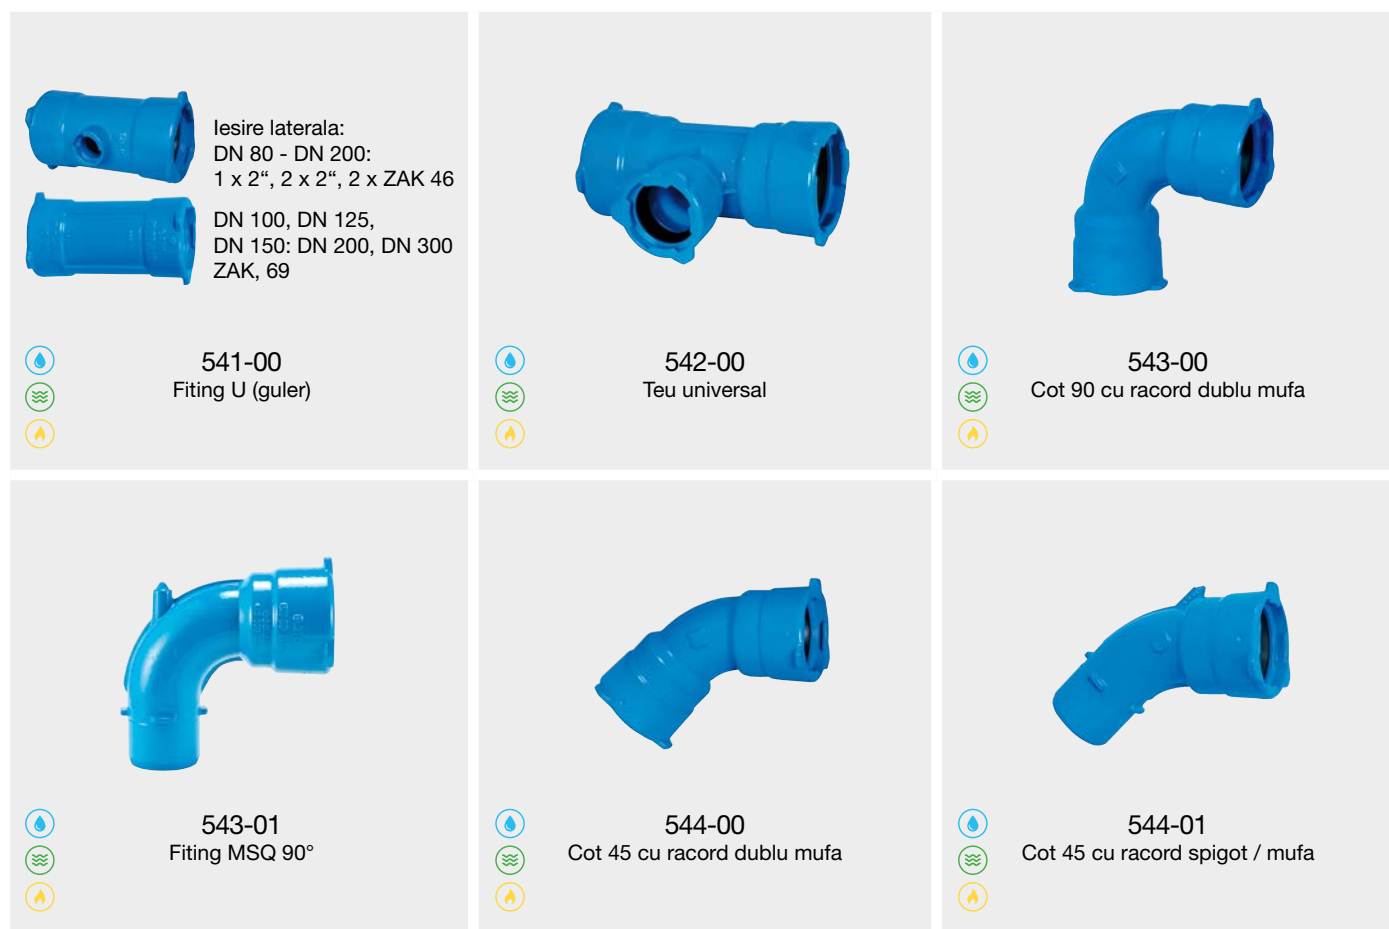 Iesire laterala:
DN 80 - DN 200:
1 x 2“, 2 x 2“, 2 x ZAK 46
DN 100, DN 125,
DN 150: DN 200, DN 300
ZAK, 69
541-00
Fiting U (guler)
542-00
Teu universal
543-00
Cot 90 cu racord dublu mufa
543-01
Fiting MSQ 90°
544-00
Cot 45 cu racord dublu mufa
544-01
Cot 45 cu racord spigot / mufa